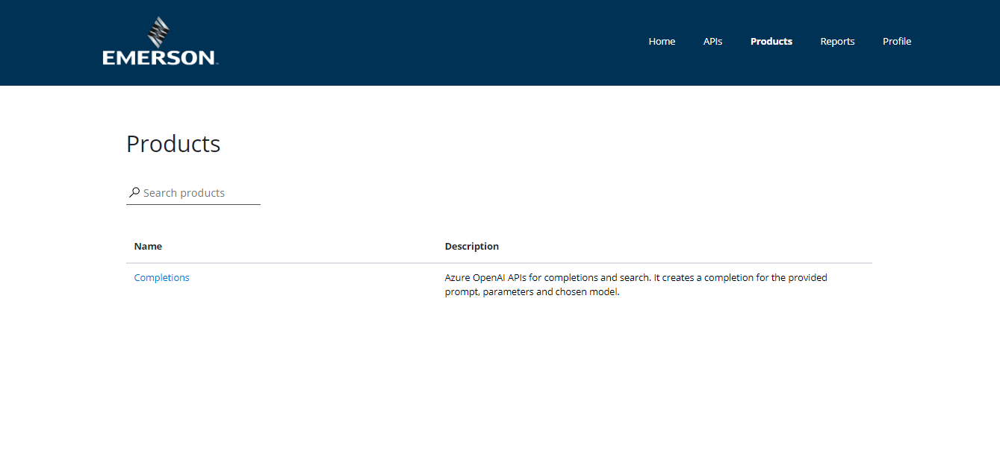 EMERSON
Home APIs Products Reports Profile
Products
Search products
Name Description
Completions Azure OpenAI APIs for completions and search. It creates a completion for the provided
prompt, parameters and chosen model.